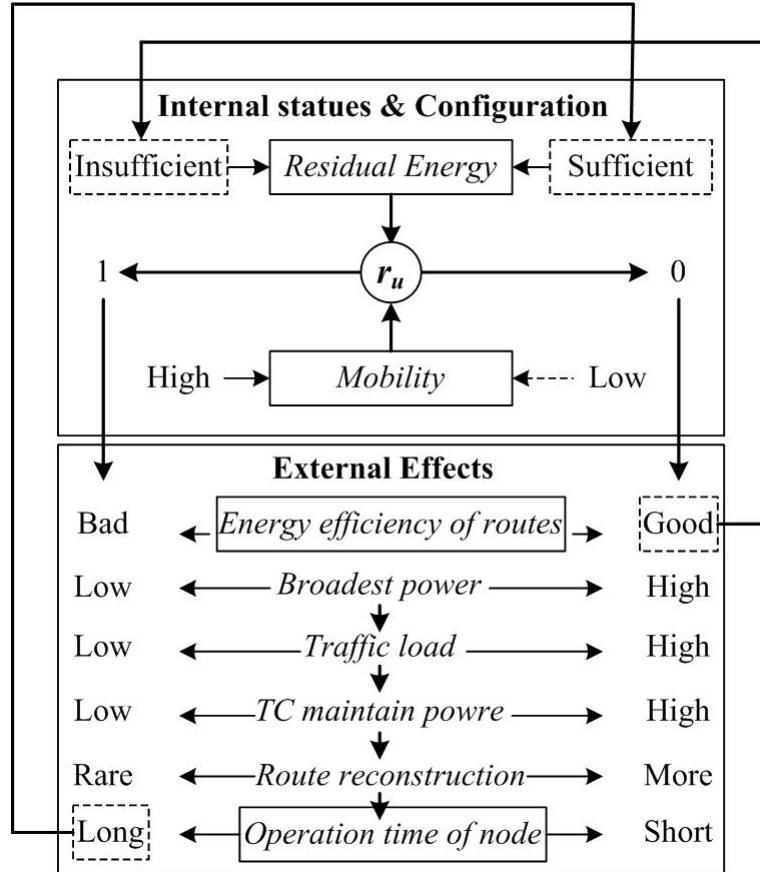 Internal statues & Configuration
Insufficient Residual Energy Sufficient
1 r_u 0
High Mobility Low
External Effects
Bad Energy efficiency of routes Good
Low Broadest power High
Low Traffic load High
Low TC maintain powre High
Rare Route reconstruction More
Long Operation time of node Short